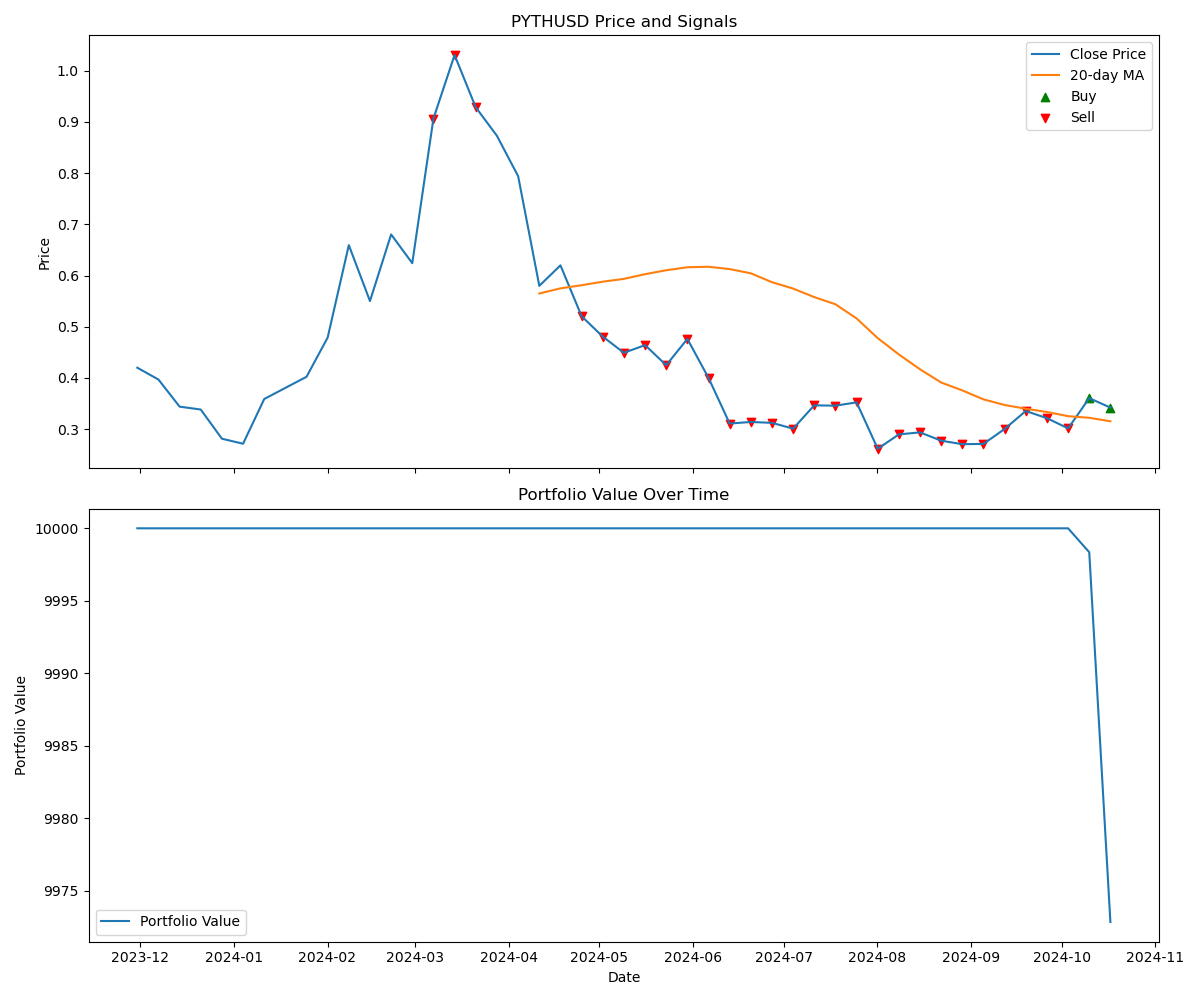 PYTHUSD Price and Signals
Close Price
20-day MA
Buy
Sell
Price
1.0
0.9
0.8
0.7
0.6
0.5
0.4
0.3
Portfolio Value Over Time
Portfolio Value
10000
9995
9990
9985
9980
9975
Portfolio Value
2023-12 2024-01 2024-02 2024-03 2024-04 2024-05 2024-06 2024-07 2024-08 2024-09 2024-10 2024-11
Date